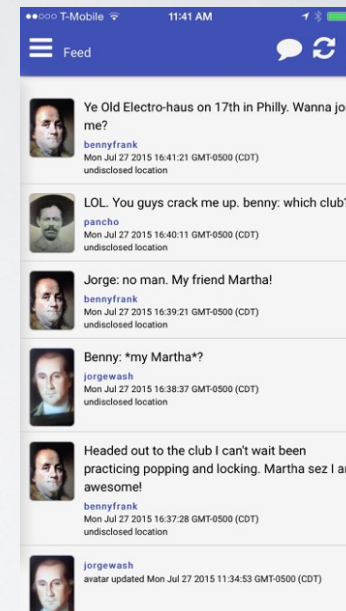 T-Mobile 11:41 AM
Feed
Ye Old Electro-haus on 17th in Philly. Wanna jo
me?
bennyfrank
Mon Jul 27 2015 16:41:21 GMT-0500 (CDT)
undisclosed location
LOL. You guys crack me up. benny: which club?
pancho
Mon Jul 27 2015 16:40:11 GMT-0500 (CDT)
undisclosed location
Jorge: no man. My friend Martha!
bennyfrank
Mon Jul 27 2015 16:39:21 GMT-0500 (CDT)
undisclosed location
Benny: *my Martha*?
jorgewash
Mon Jul 27 2015 16:38:37 GMT-0500 (CDT)
undisclosed location
Headed out to the club I can't wait been
practicing popping and locking. Martha sez I a
awesome!
bennyfrank
Mon Jul 27 2015 16:37:28 GMT-0500 (CDT)
undisclosed location
jorgewash
avatar updated Mon Jul 27 2015 11:34:53 GMT-0500 (CDT)